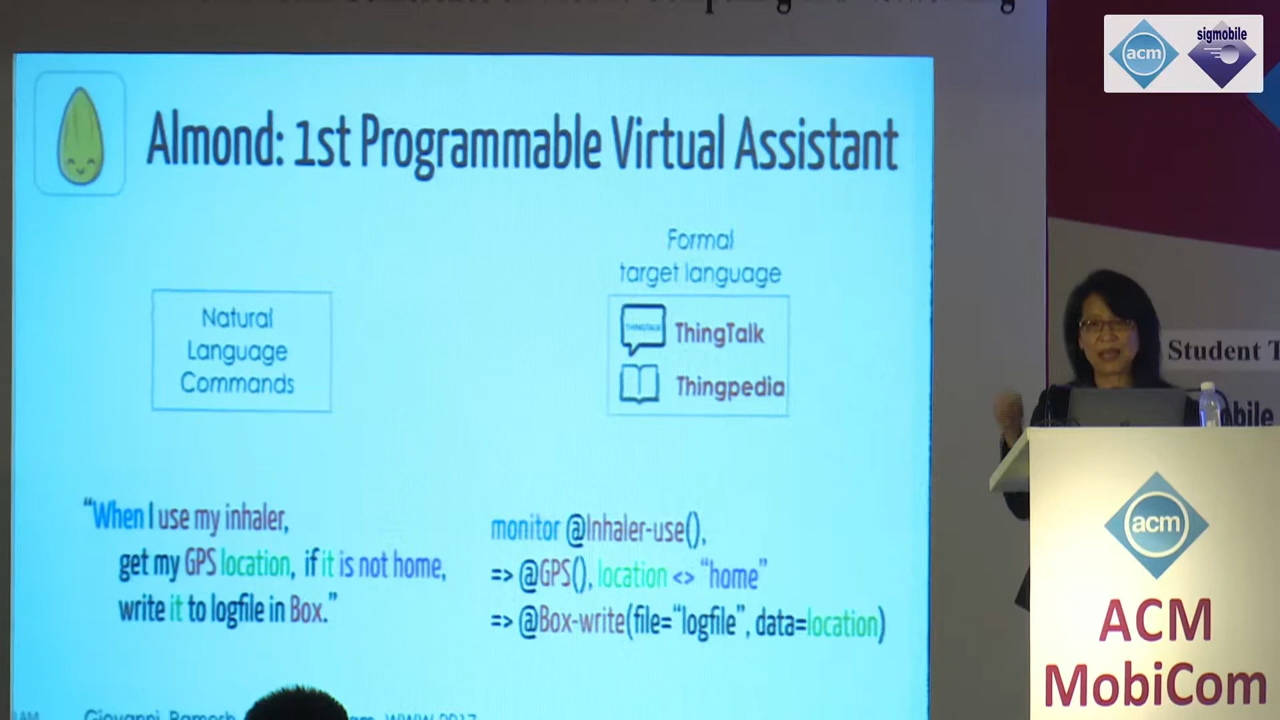 acm
sigmobile
Almond: 1st Programmable Virtual Assistant
Formal
target language
Natural
Language
Commands
THINGTALK
ThingTalk
Thingpedia
"When I use my inhaler,
get my GPS location, if it is not home,
write it to logfile in Box."
monitor @Inhaler-use(),
=> @GPS(), location <> "home"
=> @Box-write(file="logfile", data=location)
Student
acm
ACM
MobiCom